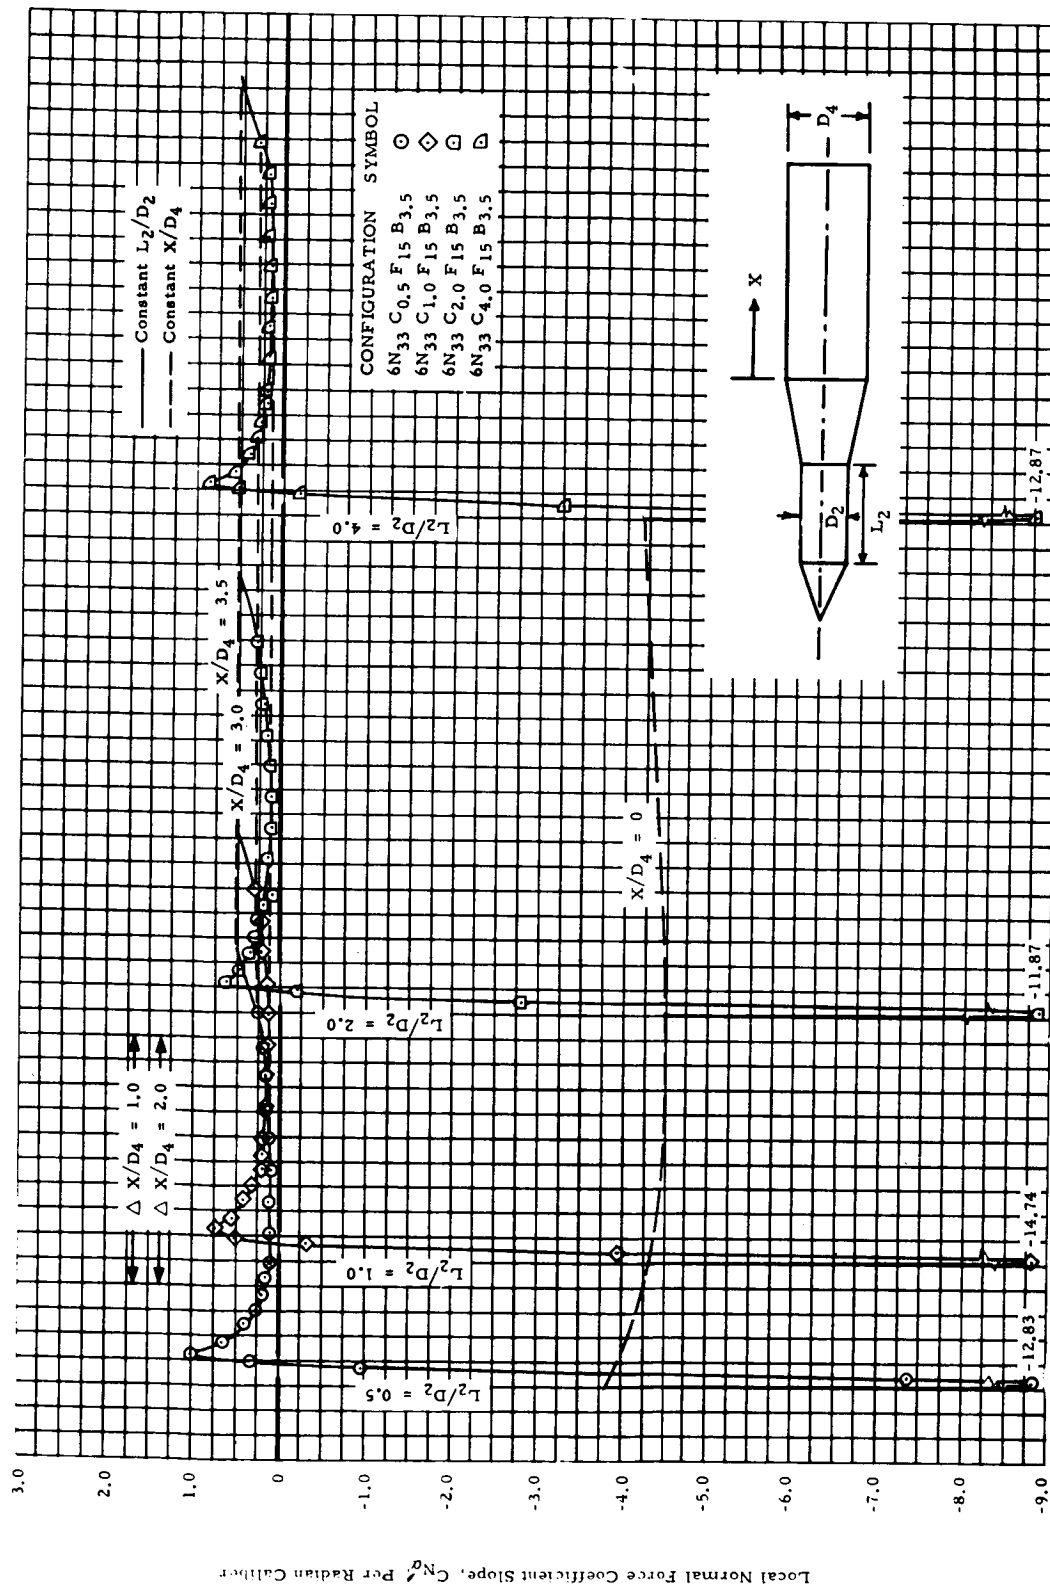 Constant L2/D2
Constant X/D4
CONFIGURATION SYMBOL
6N33 C0.5 F15 B3.5
6N33 C1.0 F15 B3.5
6N33 C2.0 F15 B3.5
6N33 C4.0 F15 B3.5
Δ X/D4 = 1.0
Δ X/D4 = 2.0
X/D4 = 3.0
X/D4 = 3.5
X/D4 = 0
L2/D2 = 0.5
L2/D2 = 1.0
L2/D2 = 2.0
L2/D2 = 4.0
-12.83
-14.74
-11.87
-12.87
X
D2
L2
D4
3.0
2.0
1.0
0
-1.0
-2.0
-3.0
-4.0
-5.0
-6.0
-7.0
-8.0
-9.0
Local Normal Force Coefficient Slope, CNα′ Per Radian Caliber